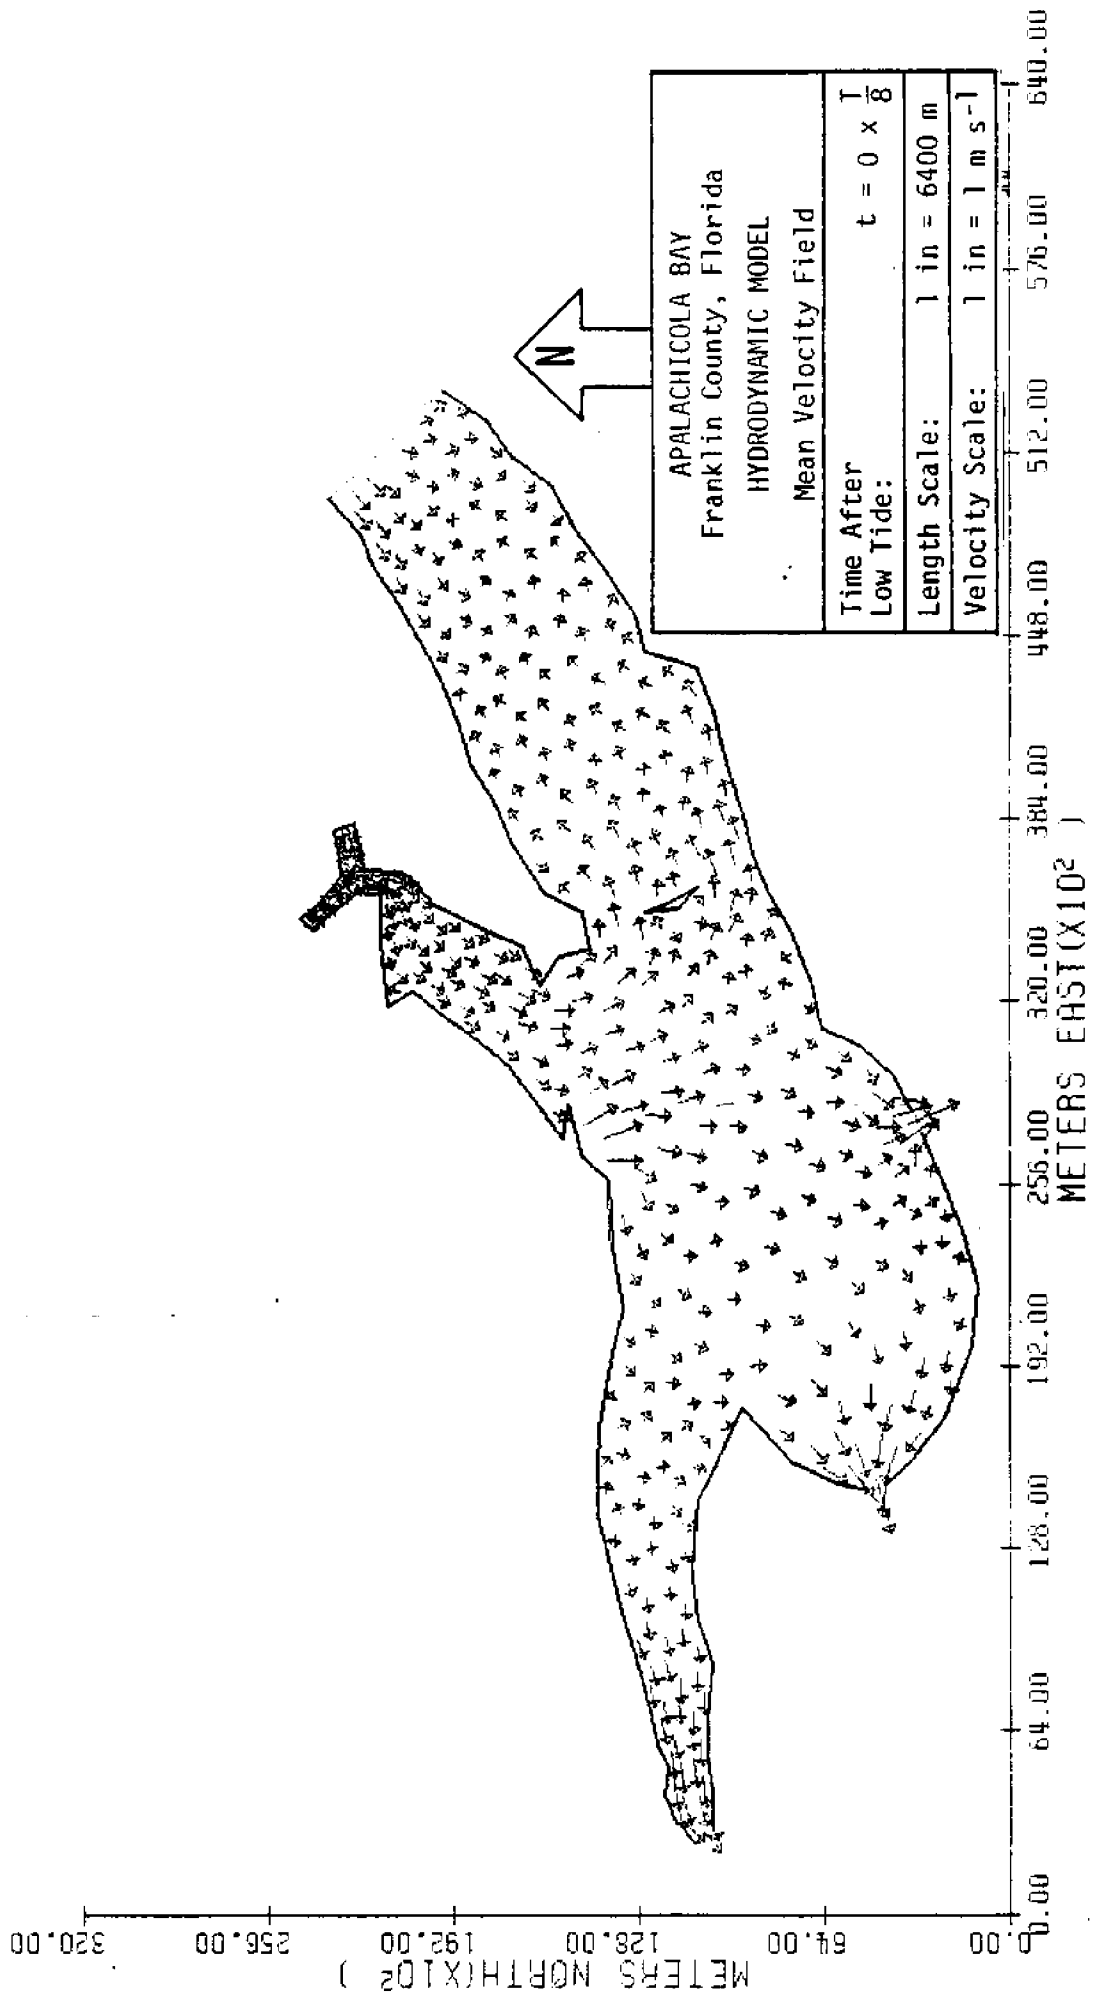 320.00
256.00
192.00
128.00
64.00
0.00
METERS NORTH(X10²)
N
APALACHICOLA BAY
Franklin County, Florida
HYDRODYNAMIC MODEL
Mean Velocity Field
Time After
Low Tide: t = 0 x T/8
Length Scale: 1 in = 6400 m
Velocity Scale: 1 in = 1 m s⁻¹
0.00 64.00 128.00 192.00 256.00 320.00 384.00 448.00 512.00 576.00 640.00
METERS EAST(X10²)